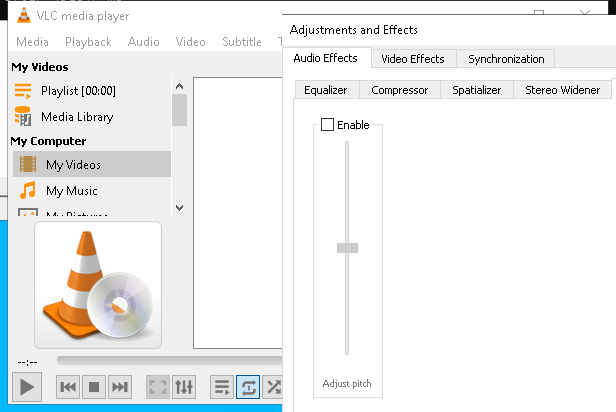 VLC media player
Media Playback Audio Video Subtitle
My Videos
Playlist [00:00]
Media Library
My Computer
My Videos
My Music
My Pictures
--:--
Adjustments and Effects
Audio Effects Video Effects Synchronization
Equalizer Compressor Spatializer Stereo Widener
Enable
Adjust pitch